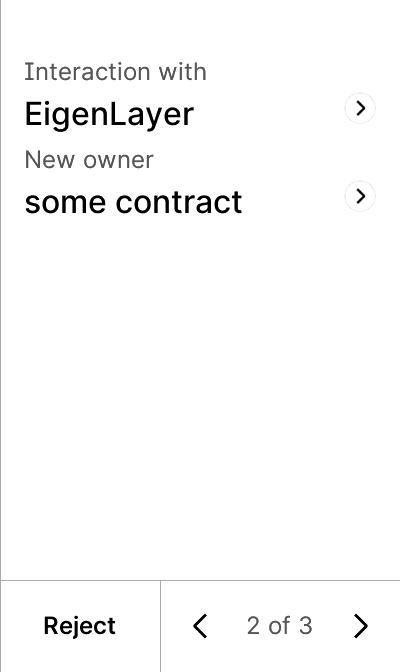 Interaction with
EigenLayer
New owner
some contract
Reject
2 of 3